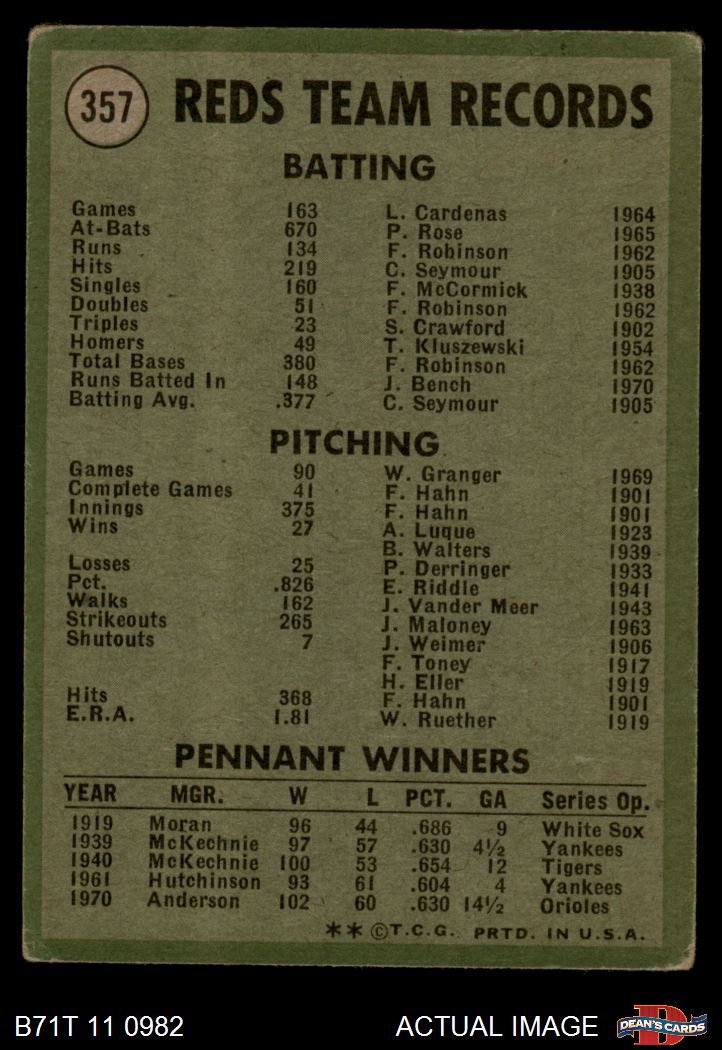 357 REDS TEAM RECORDS
BATTING
Games 163 L. Cardenas 1964
At-Bats 670 P. Rose 1965
Runs 134 F. Robinson 1962
Hits 219 C. Seymour 1905
Singles 160 F. McCormick 1938
Doubles 51 F. Robinson 1962
Triples 23 S. Crawford 1902
Homers 49 T. Kluszewski 1954
Total Bases 380 F. Robinson 1962
Runs Batted In 148 J. Bench 1970
Batting Avg. .377 C. Seymour 1905
PITCHING
Games 90 W. Granger 1969
Complete Games 41 F. Hahn 1901
Innings 375 F. Hahn 1901
Wins 27 A. Luque 1923
B. Walters 1939
Losses 25 P. Derringer 1933
Pct. .826 E. Riddle 1941
Walks 162 J. Vander Meer 1943
Strikeouts 265 J. Maloney 1963
Shutouts 7 J. Weimer 1906
F. Toney 1917
H. Eller 1919
Hits 368 F. Hahn 1901
E.R.A. 1.81 W. Ruether 1919
PENNANT WINNERS
YEAR MGR. W L PCT. GA Series Op.
1919 Moran 96 44 .686 9 White Sox
1939 McKechnie 97 57 .630 4½ Yankees
1940 McKechnie 100 53 .654 12 Tigers
1961 Hutchinson 93 61 .604 4 Yankees
1970 Anderson 102 60 .630 14½ Orioles
** ©T.C.G. PRTD. IN U.S.A.
B71T 11 0982 ACTUAL IMAGE D DEAN'S CARDS